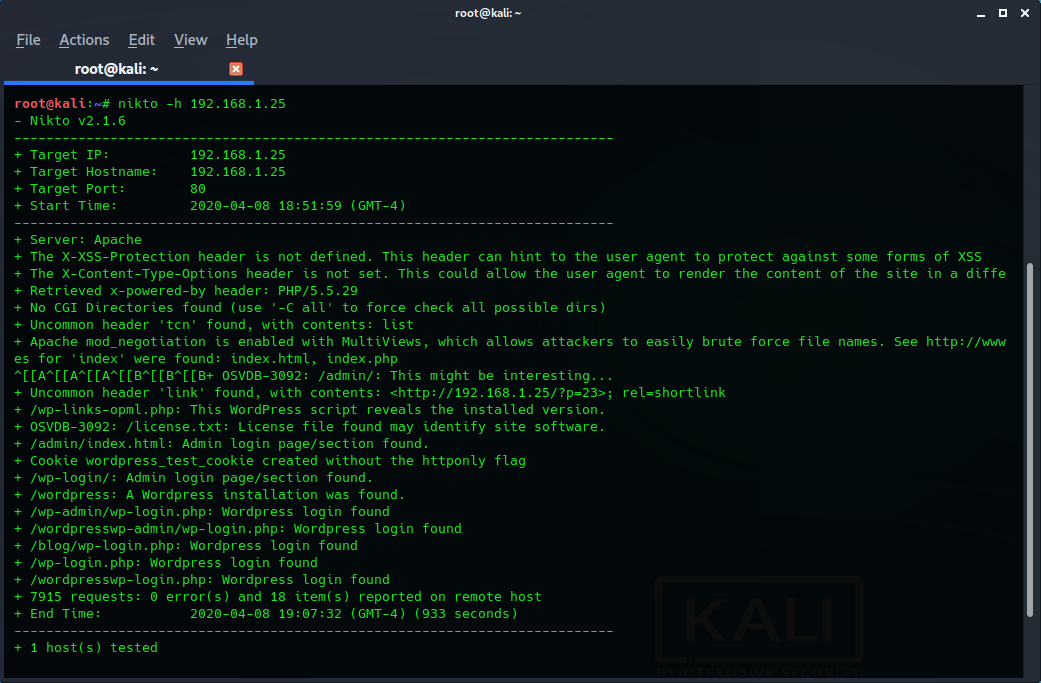 root@kali: ~
File Actions Edit View Help
root@kali: ~
root@kali:~# nikto -h 192.168.1.25
- Nikto v2.1.6
---------------------------------------------------------------------------
+ Target IP:          192.168.1.25
+ Target Hostname:    192.168.1.25
+ Target Port:        80
+ Start Time:         2020-04-08 18:51:59 (GMT-4)
---------------------------------------------------------------------------
+ Server: Apache
+ The X-XSS-Protection header is not defined. This header can hint to the user agent to protect against some forms of XSS
+ The X-Content-Type-Options header is not set. This could allow the user agent to render the content of the site in a diffe
+ Retrieved x-powered-by header: PHP/5.5.29
+ No CGI Directories found (use '-C all' to force check all possible dirs)
+ Uncommon header 'tcn' found, with contents: list
+ Apache mod_negotiation is enabled with MultiViews, which allows attackers to easily brute force file names. See http://www
es for 'index' were found: index.html, index.php
^[[A^[[A^[[A^[[B^[[B^[[B+ OSVDB-3092: /admin/: This might be interesting...
+ Uncommon header 'link' found, with contents: <http://192.168.1.25/?p=23>; rel=shortlink
+ /wp-links-opml.php: This WordPress script reveals the installed version.
+ OSVDB-3092: /license.txt: License file found may identify site software.
+ /admin/index.html: Admin login page/section found.
+ Cookie wordpress_test_cookie created without the httponly flag
+ /wp-login/: Admin login page/section found.
+ /wordpress: A Wordpress installation was found.
+ /wp-admin/wp-login.php: Wordpress login found
+ /wordpresswp-admin/wp-login.php: Wordpress login found
+ /blog/wp-login.php: Wordpress login found
+ /wp-login.php: Wordpress login found
+ /wordpresswp-login.php: Wordpress login found
+ 7915 requests: 0 error(s) and 18 item(s) reported on remote host
+ End Time:           2020-04-08 19:07:32 (GMT-4) (933 seconds)
---------------------------------------------------------------------------
+ 1 host(s) tested
KALI
BY OFFENSIVE SECURITY